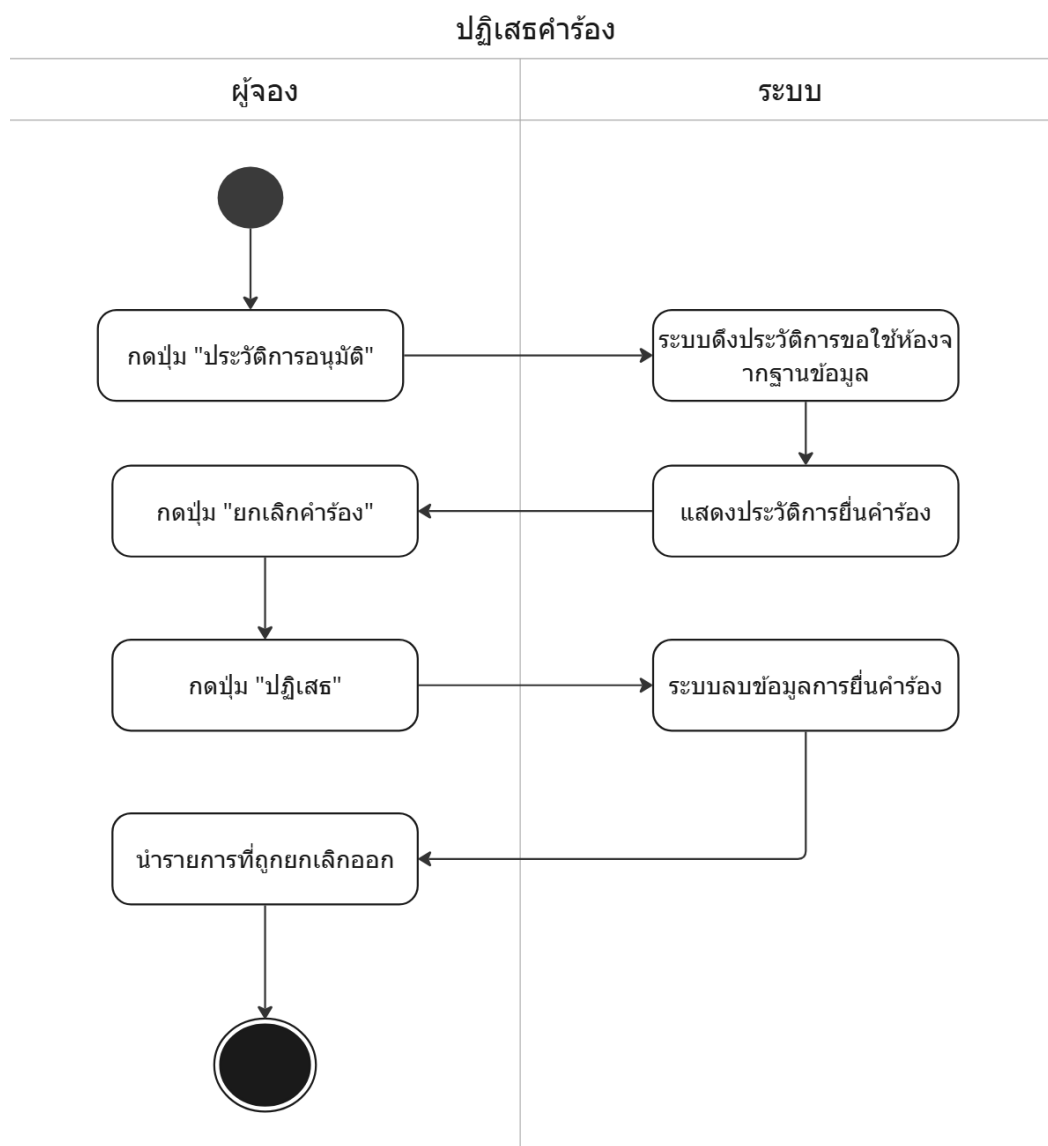 ปฏิเสธคำร้อง
ผู้จอง
ระบบ
กดปุ่ม "ประวัติการอนุมัติ"
ระบบดึงประวัติการขอใช้ห้องจ
ากฐานข้อมูล
กดปุ่ม "ยกเลิกคำร้อง"
แสดงประวัติการยื่นคำร้อง
กดปุ่ม "ปฏิเสธ"
ระบบลบข้อมูลการยื่นคำร้อง
นำรายการที่ถูกยกเลิกออก